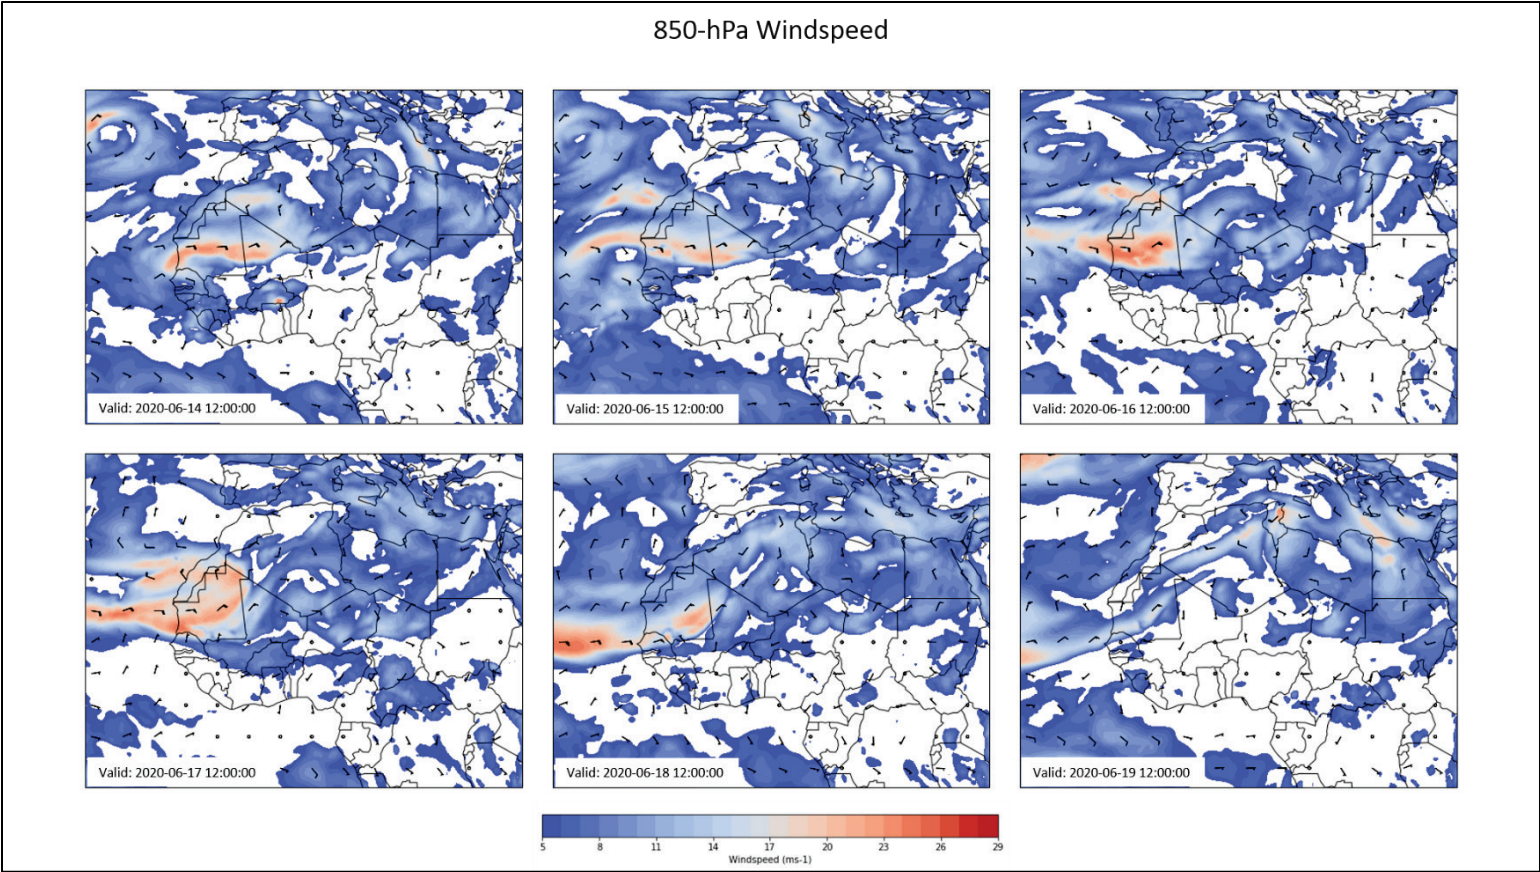 850-hPa Windspeed
Valid: 2020-06-14 12:00:00
Valid: 2020-06-15 12:00:00
Valid: 2020-06-16 12:00:00
Valid: 2020-06-17 12:00:00
Valid: 2020-06-18 12:00:00
Valid: 2020-06-19 12:00:00
5 8 11 14 17 20 23 26 29
Windspeed (ms-1)